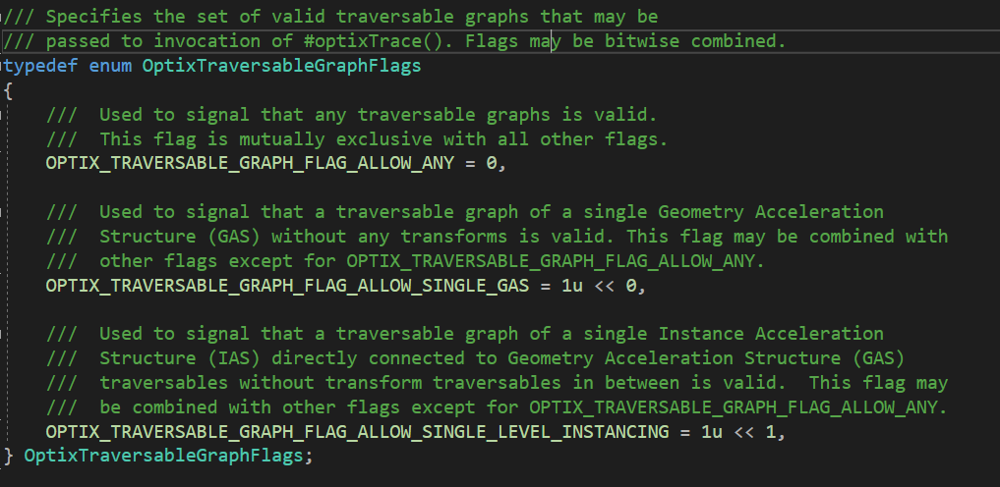 /// Specifies the set of valid traversable graphs that may be
/// passed to invocation of #optixTrace(). Flags may be bitwise combined.
typedef enum OptixTraversableGraphFlags
{
///  Used to signal that any traversable graphs is valid.
///  This flag is mutually exclusive with all other flags.
OPTIX_TRAVERSABLE_GRAPH_FLAG_ALLOW_ANY = 0,
///  Used to signal that a traversable graph of a single Geometry Acceleration
///  Structure (GAS) without any transforms is valid. This flag may be combined with
///  other flags except for OPTIX_TRAVERSABLE_GRAPH_FLAG_ALLOW_ANY.
OPTIX_TRAVERSABLE_GRAPH_FLAG_ALLOW_SINGLE_GAS = 1u << 0,
///  Used to signal that a traversable graph of a single Instance Acceleration
///  Structure (IAS) directly connected to Geometry Acceleration Structure (GAS)
///  traversables without transform traversables in between is valid.  This flag may
///  be combined with other flags except for OPTIX_TRAVERSABLE_GRAPH_FLAG_ALLOW_ANY.
OPTIX_TRAVERSABLE_GRAPH_FLAG_ALLOW_SINGLE_LEVEL_INSTANCING = 1u << 1,
} OptixTraversableGraphFlags;